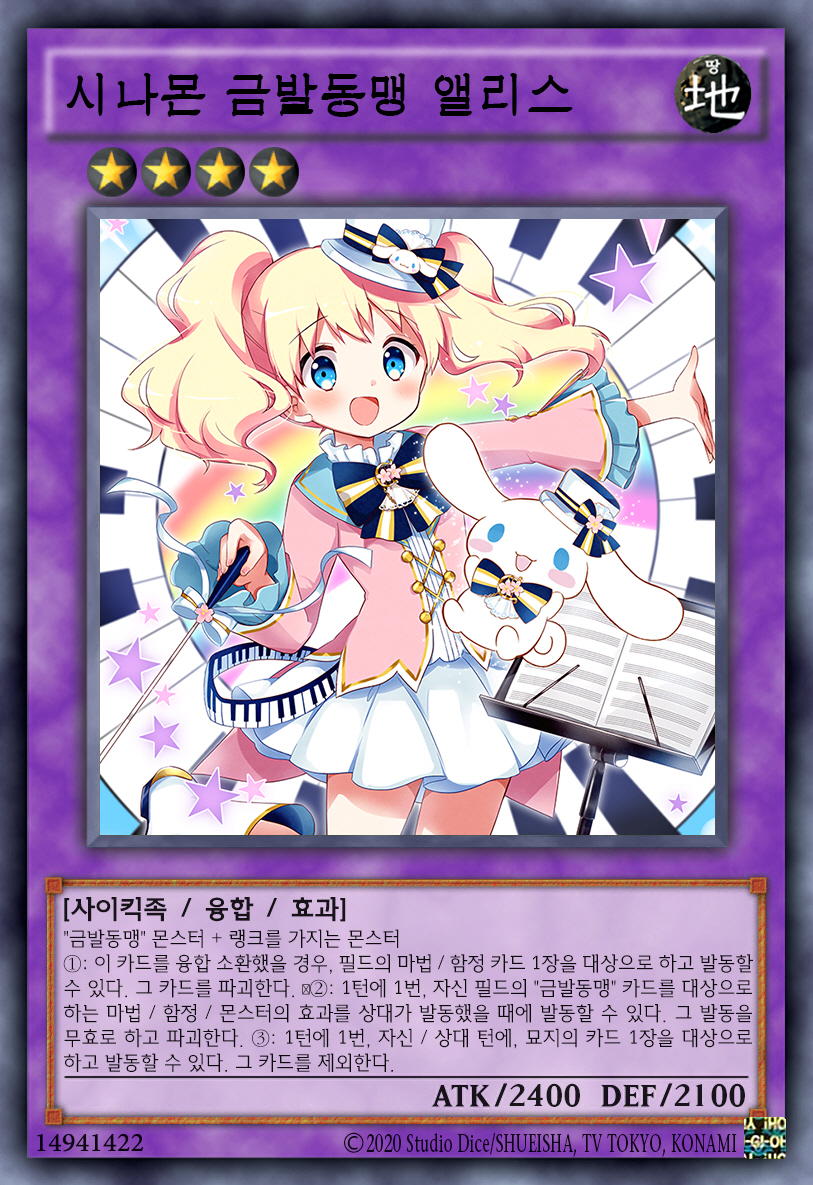 시나몬 금발동맹 앨리스
땅
地
[사이킥족 / 융합 / 효과]
"금발동맹" 몬스터 + 랭크를 가지는 몬스터
①: 이 카드를 융합 소환했을 경우, 필드의 마법 / 함정 카드 1장을 대상으로 하고 발동할
수 있다. 그 카드를 파괴한다. ②: 1턴에 1번, 자신 필드의 "금발동맹" 카드를 대상으로
하는 마법 / 함정 / 몬스터의 효과를 상대가 발동했을 때에 발동할 수 있다. 그 발동을
무효로 하고 파괴한다. ③: 1턴에 1번, 자신 / 상대 턴에, 묘지의 카드 1장을 대상으로
하고 발동할 수 있다. 그 카드를 제외한다.
ATK/2400 DEF/2100
14941422 ©2020 Studio Dice/SHUEISHA, TV TOKYO, KONAMI